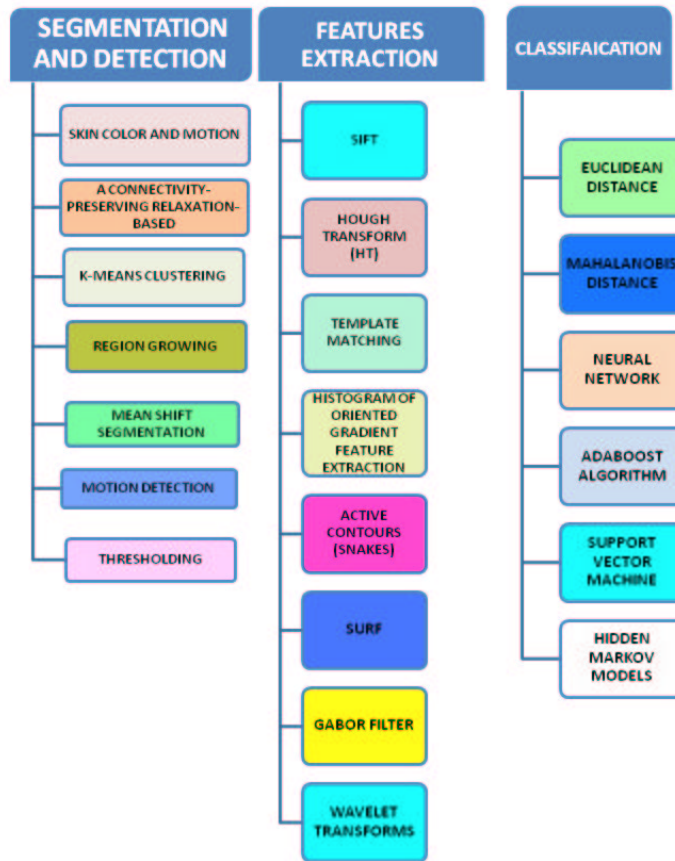 SEGMENTATION
AND DETECTION
SKIN COLOR AND MOTION
A CONNECTIVITY-
PRESERVING RELAXATION-
BASED
K-MEANS CLUSTERING
REGION GROWING
MEAN SHIFT
SEGMENTATION
MOTION DETECTION
THRESHOLDING
FEATURES
EXTRACTION
SIFT
HOUGH
TRANSFORM
(HT)
TEMPLATE
MATCHING
HISTOGRAM OF
ORIENTED
GRADIENT
FEATURE
EXTRACTION
ACTIVE
CONTOURS
(SNAKES)
SURF
GABOR FILTER
WAVELET
TRANSFORMS
CLASSIFAICATION
EUCLIDEAN
DISTANCE
MAHALANOBIS
DISTANCE
NEURAL
NETWORK
ADABOOST
ALGORITHM
SUPPORT
VECTOR
MACHINE
HIDDEN
MARKOV
MODELS